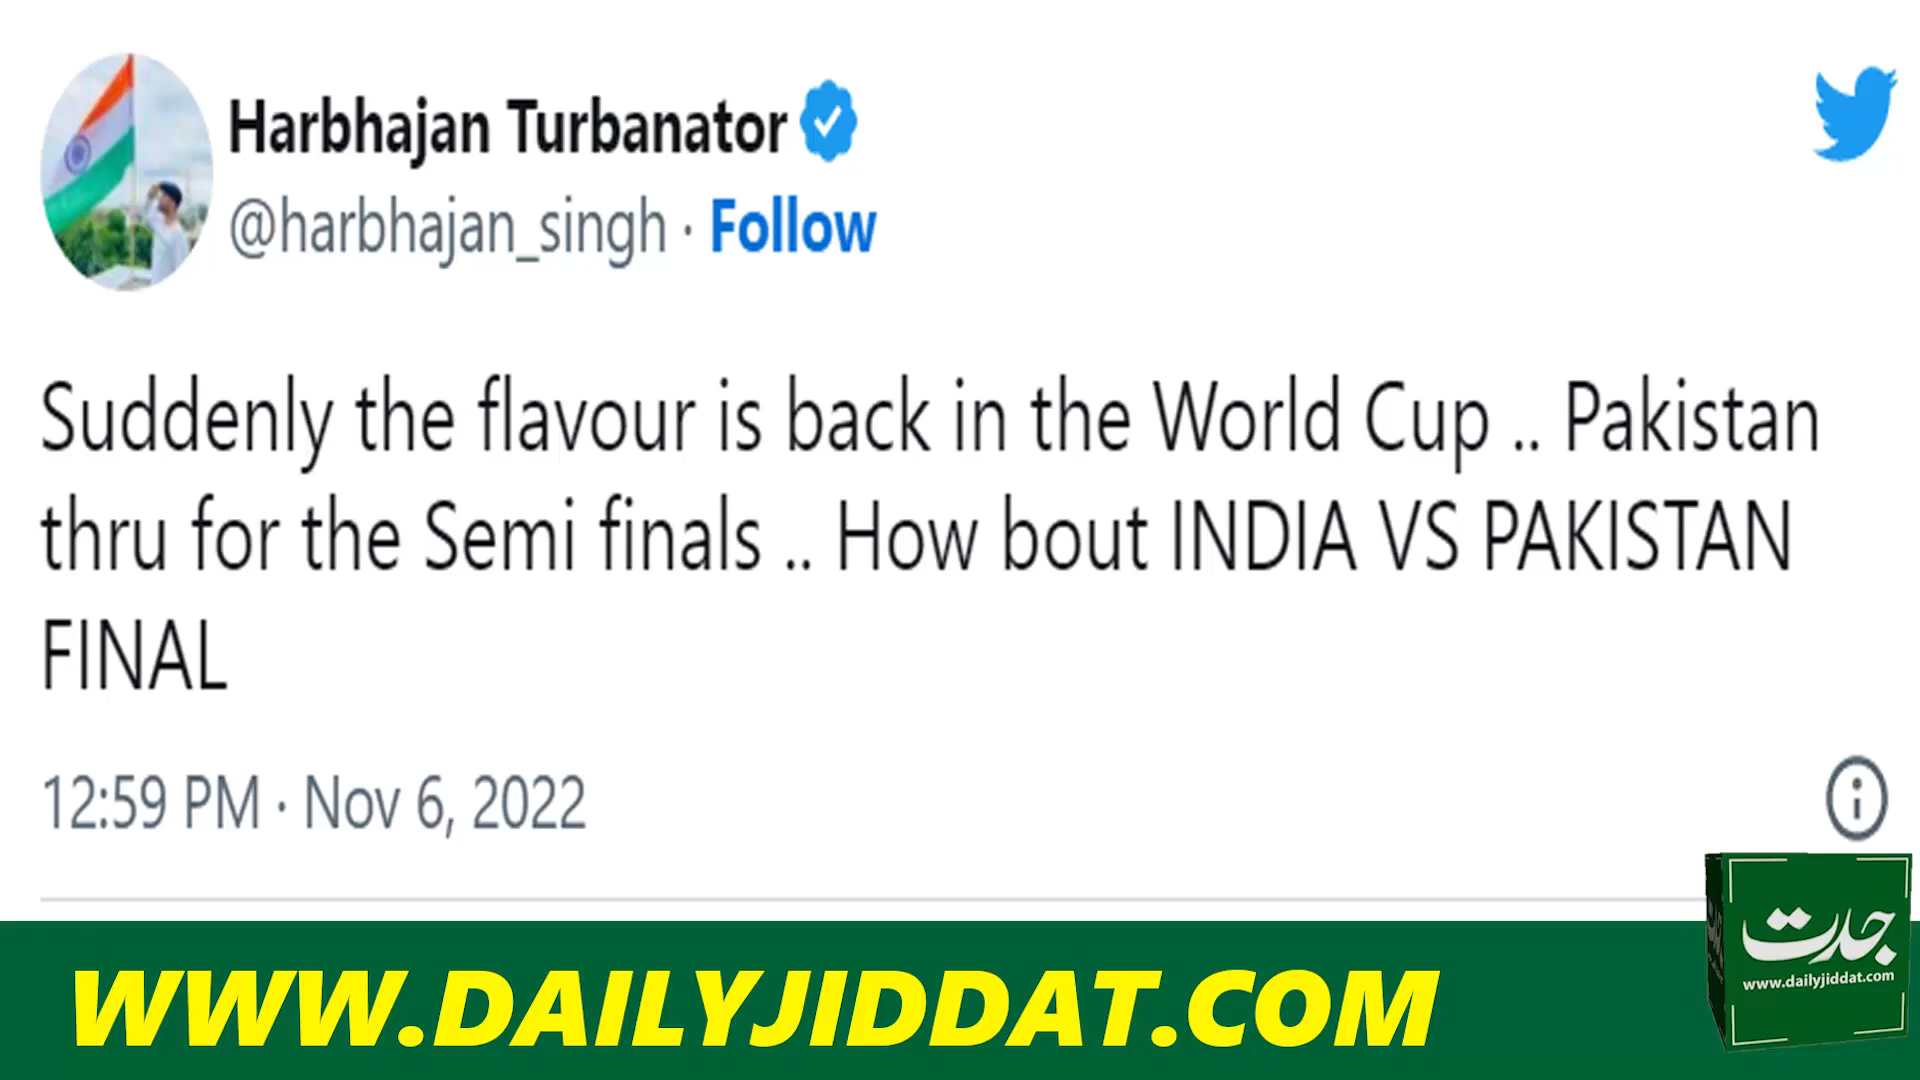 Harbhajan Turbanator
@harbhajan_singh · Follow
Suddenly the flavour is back in the World Cup .. Pakistan
thru for the Semi finals .. How bout INDIA VS PAKISTAN
FINAL
12:59 PM · Nov 6, 2022
جدت
www.dailyjiddat.com
WWW.DAILYJIDDAT.COM